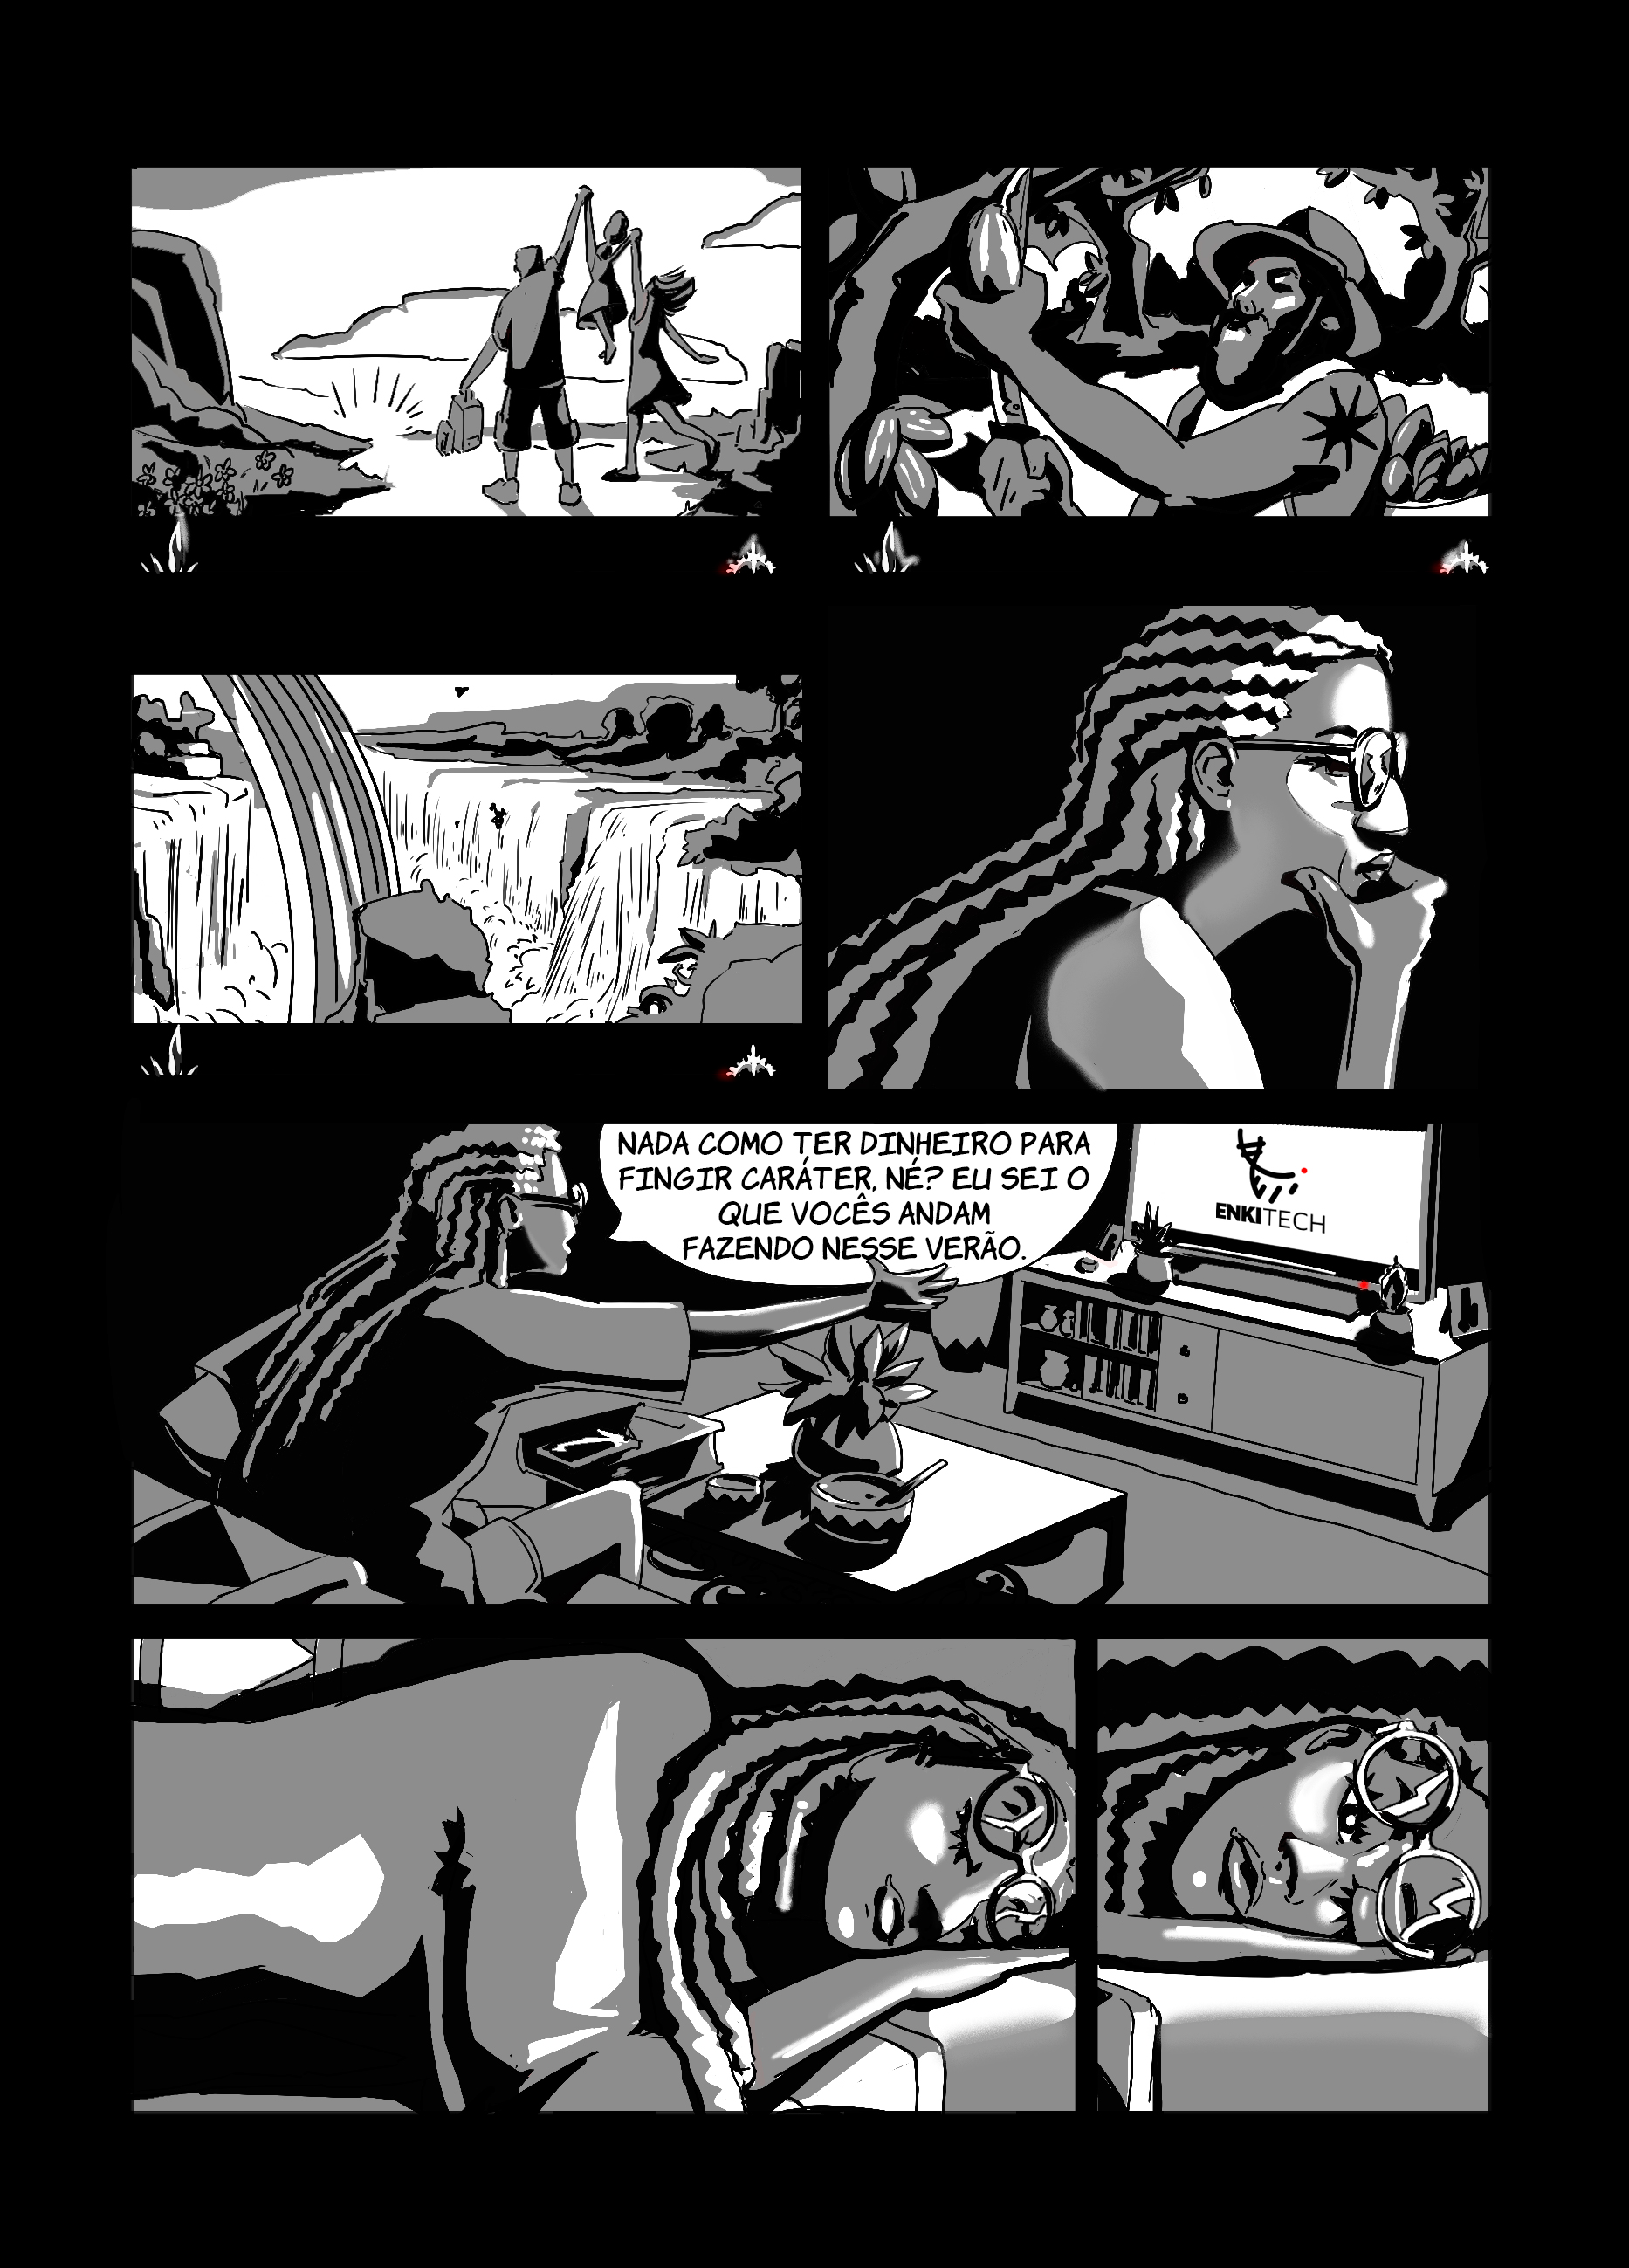 NADA COMO TER DINHEIRO PARA
FINGIR CARÁTER, NÉ? EU SEI O
QUE VOCÊS ANDAM
FAZENDO NESSE VERÃO.
ENKITECH